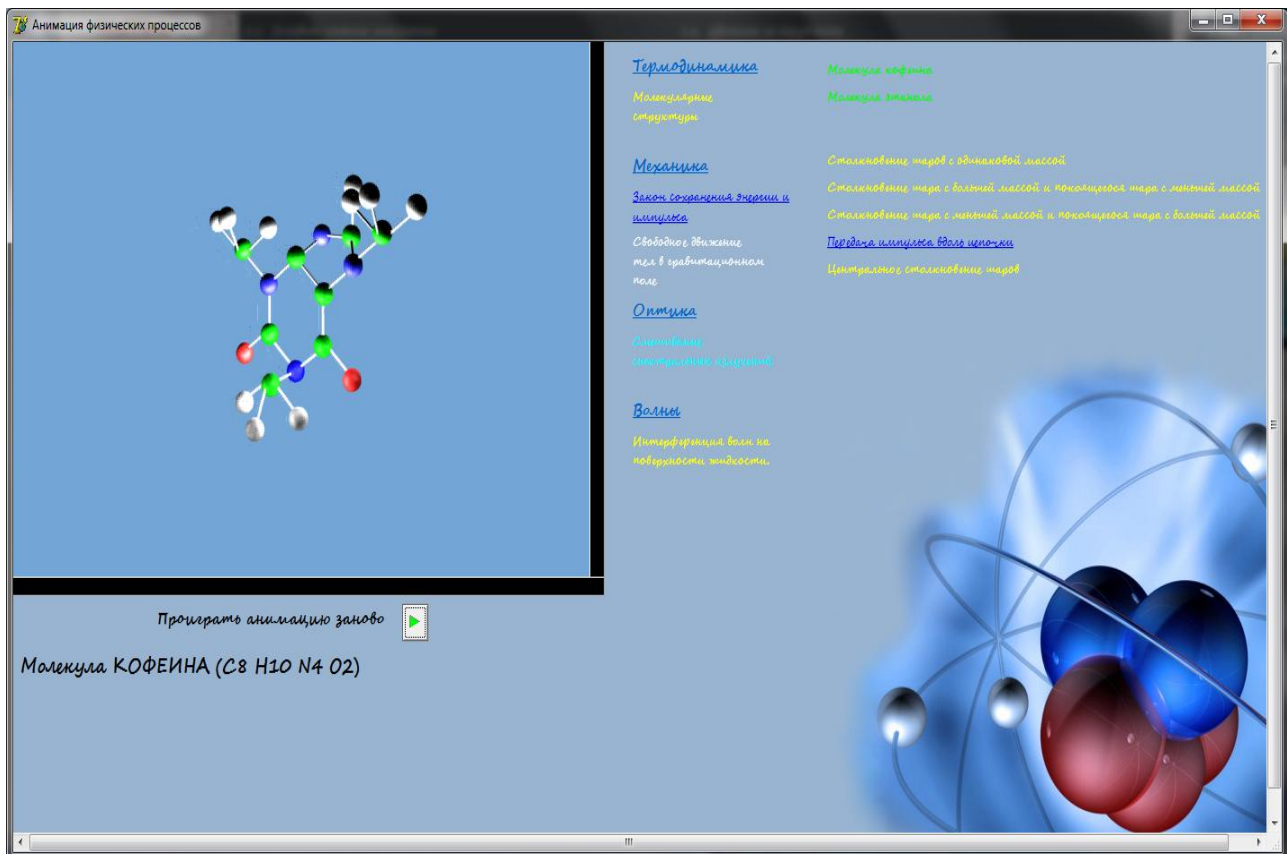 Анимация физических процессов
Термодинамика
Молекулярные
структуры
Молекула кофеина
Молекула этанола
Механика
Закон сохранения энергии и
импульса
Свободное движение
тел в гравитационном
поле
Столкновение шаров с одинаковой массой
Столкновение шара с большей массой и покоящегося шара с меньшей массой
Столкновение шара с меньшей массой и покоящегося шара с большей массой
Передача импульса вдоль цепочки
Центральное столкновение шаров
Оптика
спектральных
Волны
Интерференция волн на
поверхности жидкости.
Проиграть анимацию заново
Молекула КОФЕИНА (C8 H10 N4 O2)